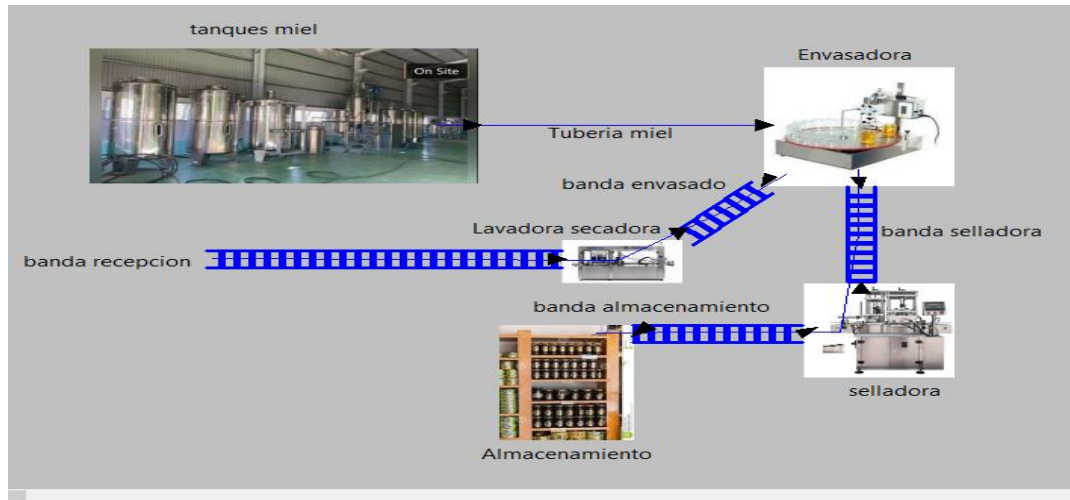 tanques miel
Envasadora
On Site
Tuberia miel
banda envasado
Lavadora secadora
banda selladora
banda recepcion
banda almacenamiento
selladora
Almacenamiento